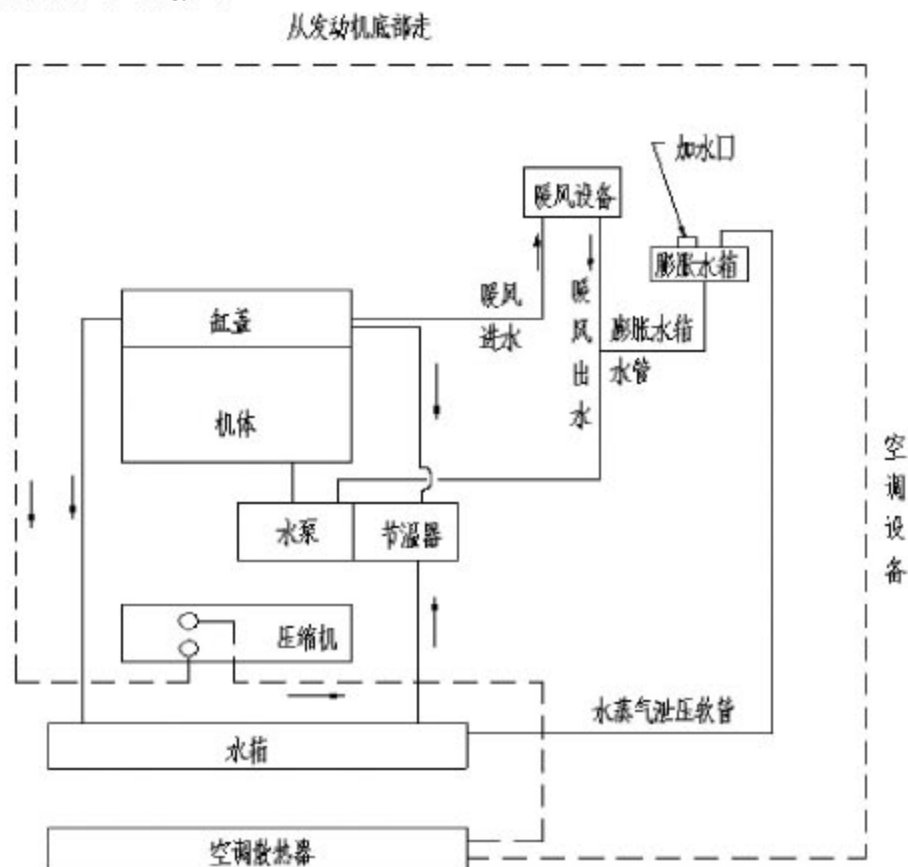 从发动机底部走
加水口
暖风设备
膨胀水箱
缸盖
暖风
进水
暖风出水
膨胀水箱
水管
机体
空调设备
水泵
节温器
压缩机
水蒸气泄压软管
水箱
空调散热器